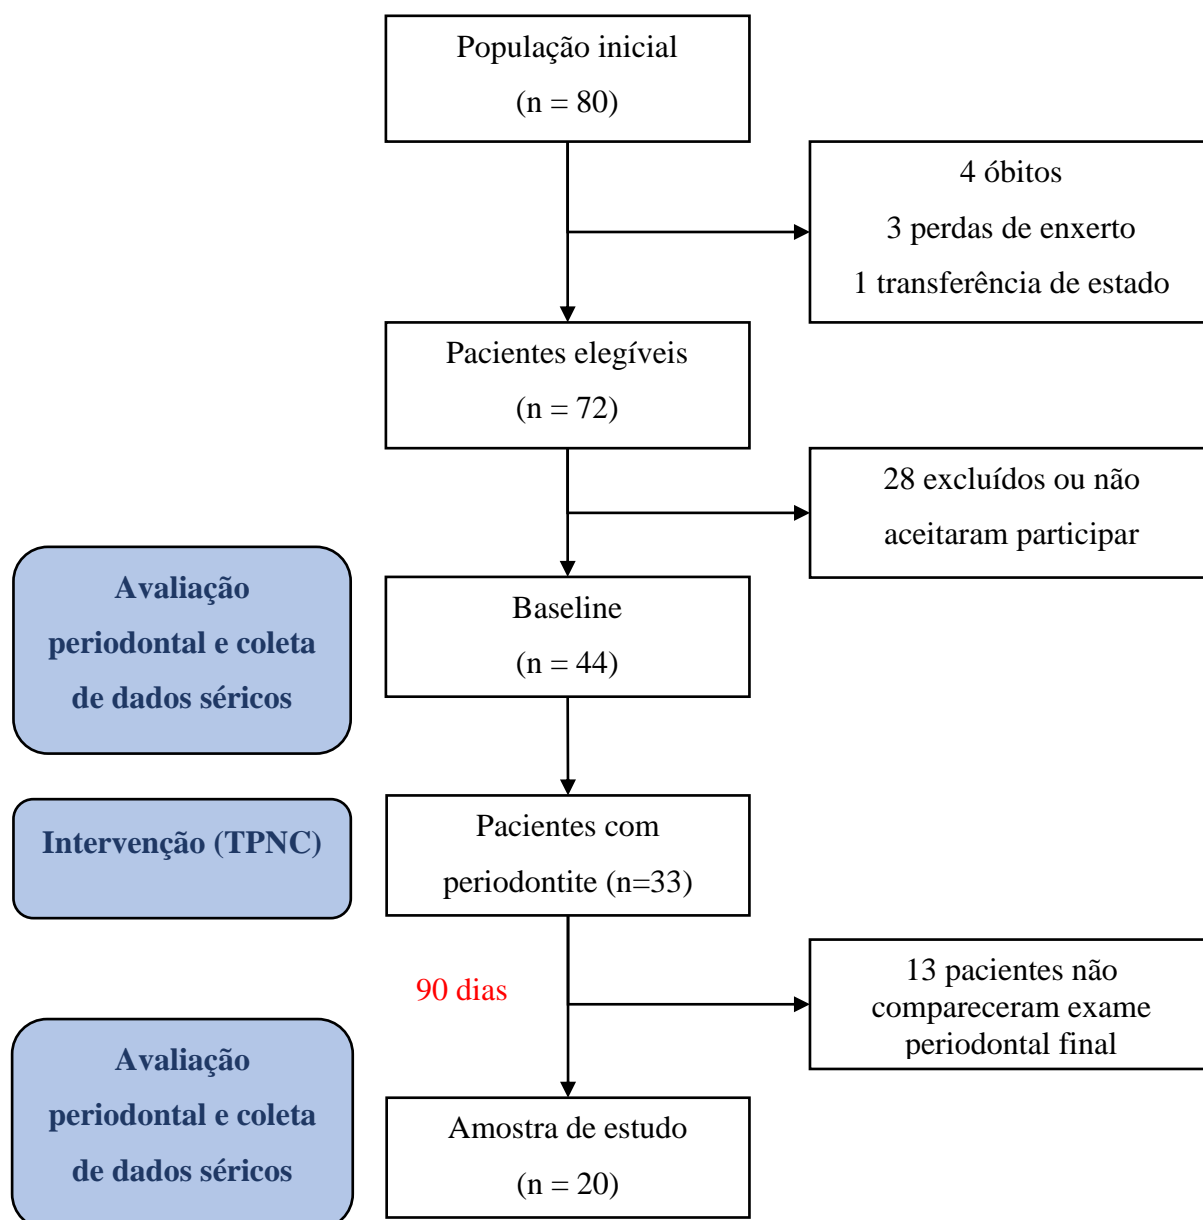 População inicial
(n = 80)
4 óbitos
3 perdas de enxerto
1 transferência de estado
Pacientes elegíveis
(n = 72)
28 excluídos ou não
aceitaram participar
Avaliação
periodontal e coleta
de dados séricos
Baseline
(n = 44)
Intervenção (TPNC)
Pacientes com
periodontite (n=33)
90 dias
13 pacientes não
compareceram exame
periodontal final
Avaliação
periodontal e coleta
de dados séricos
Amostra de estudo
(n = 20)